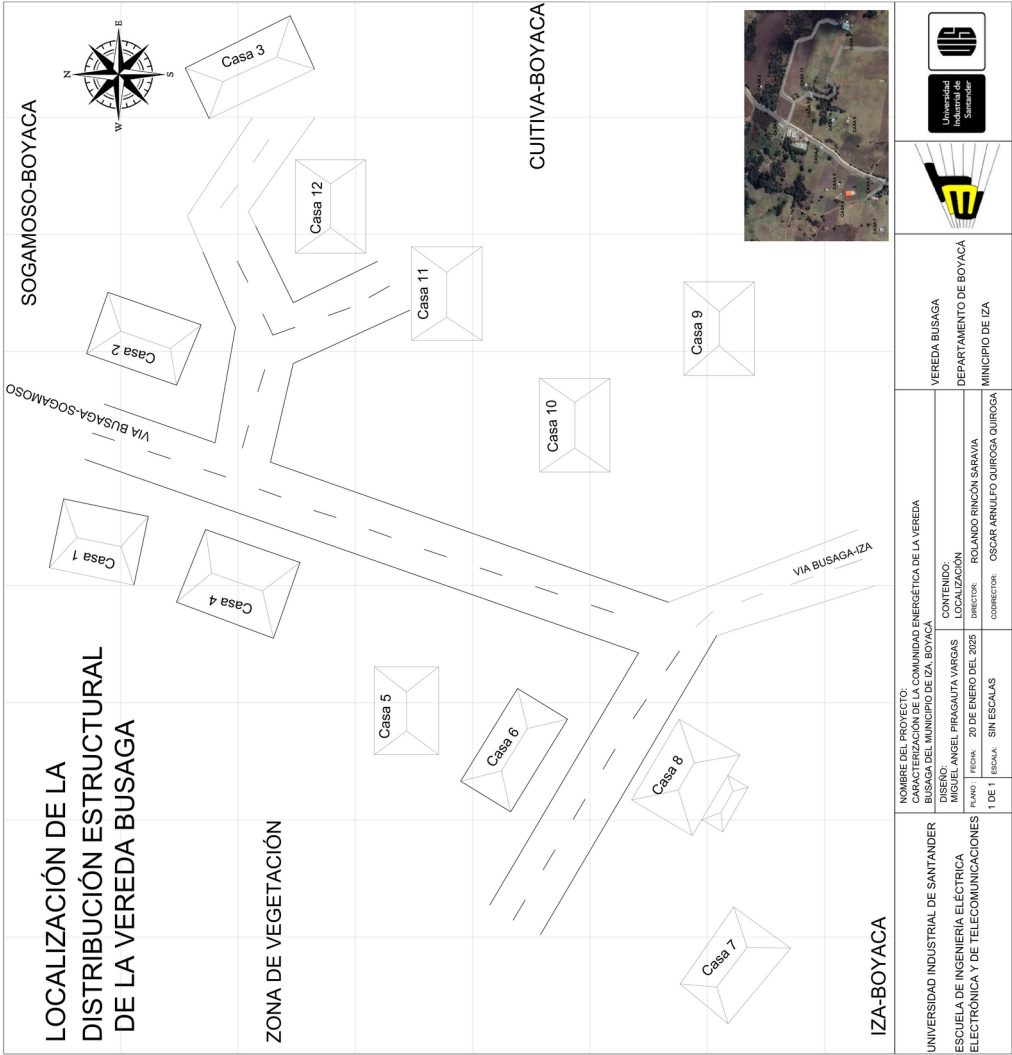 LOCALIZACIÓN DE LA
DISTRIBUCIÓN ESTRUCTURAL
DE LA VEREDA BUSAGA
SOGAMOSO-BOYACA
N
E
S
W
ZONA DE VEGETACIÓN
CUITIVA-BOYACA
IZA-BOYACA
VIA BUSAGA-SOGAMOSO
VIA BUSAGA-IZA
Casa 1
Casa 2
Casa 3
Casa 4
Casa 5
Casa 6
Casa 7
Casa 8
Casa 9
Casa 10
Casa 11
Casa 12
UNIVERSIDAD INDUSTRIAL DE SANTANDER
ESCUELA DE INGENIERÍA ELÉCTRICA
ELECTRÓNICA Y DE TELECOMUNICACIONES
NOMBRE DEL PROYECTO:
CARACTERIZACIÓN DE LA COMUNIDAD ENERGÉTICA DE LA VEREDA
BUSAGA DEL MUNICIPIO DE IZA, BOYACÁ
DISEÑO:
MIGUEL ANGEL PIRAGAUTA VARGAS
CONTENIDO:
LOCALIZACIÓN
PLANO :
1 DE 1
FECHA: 20 DE ENERO DEL 2025
ESCALA: SIN ESCALAS
DIRECTOR: ROLANDO RINCÓN SARAVIA
CODIRECTOR: OSCAR ARNULFO QUIROGA QUIROGA
VEREDA BUSAGA
DEPARTAMENTO DE BOYACÁ
MINICIPIO DE IZA
Universidad
Industrial de
Santander